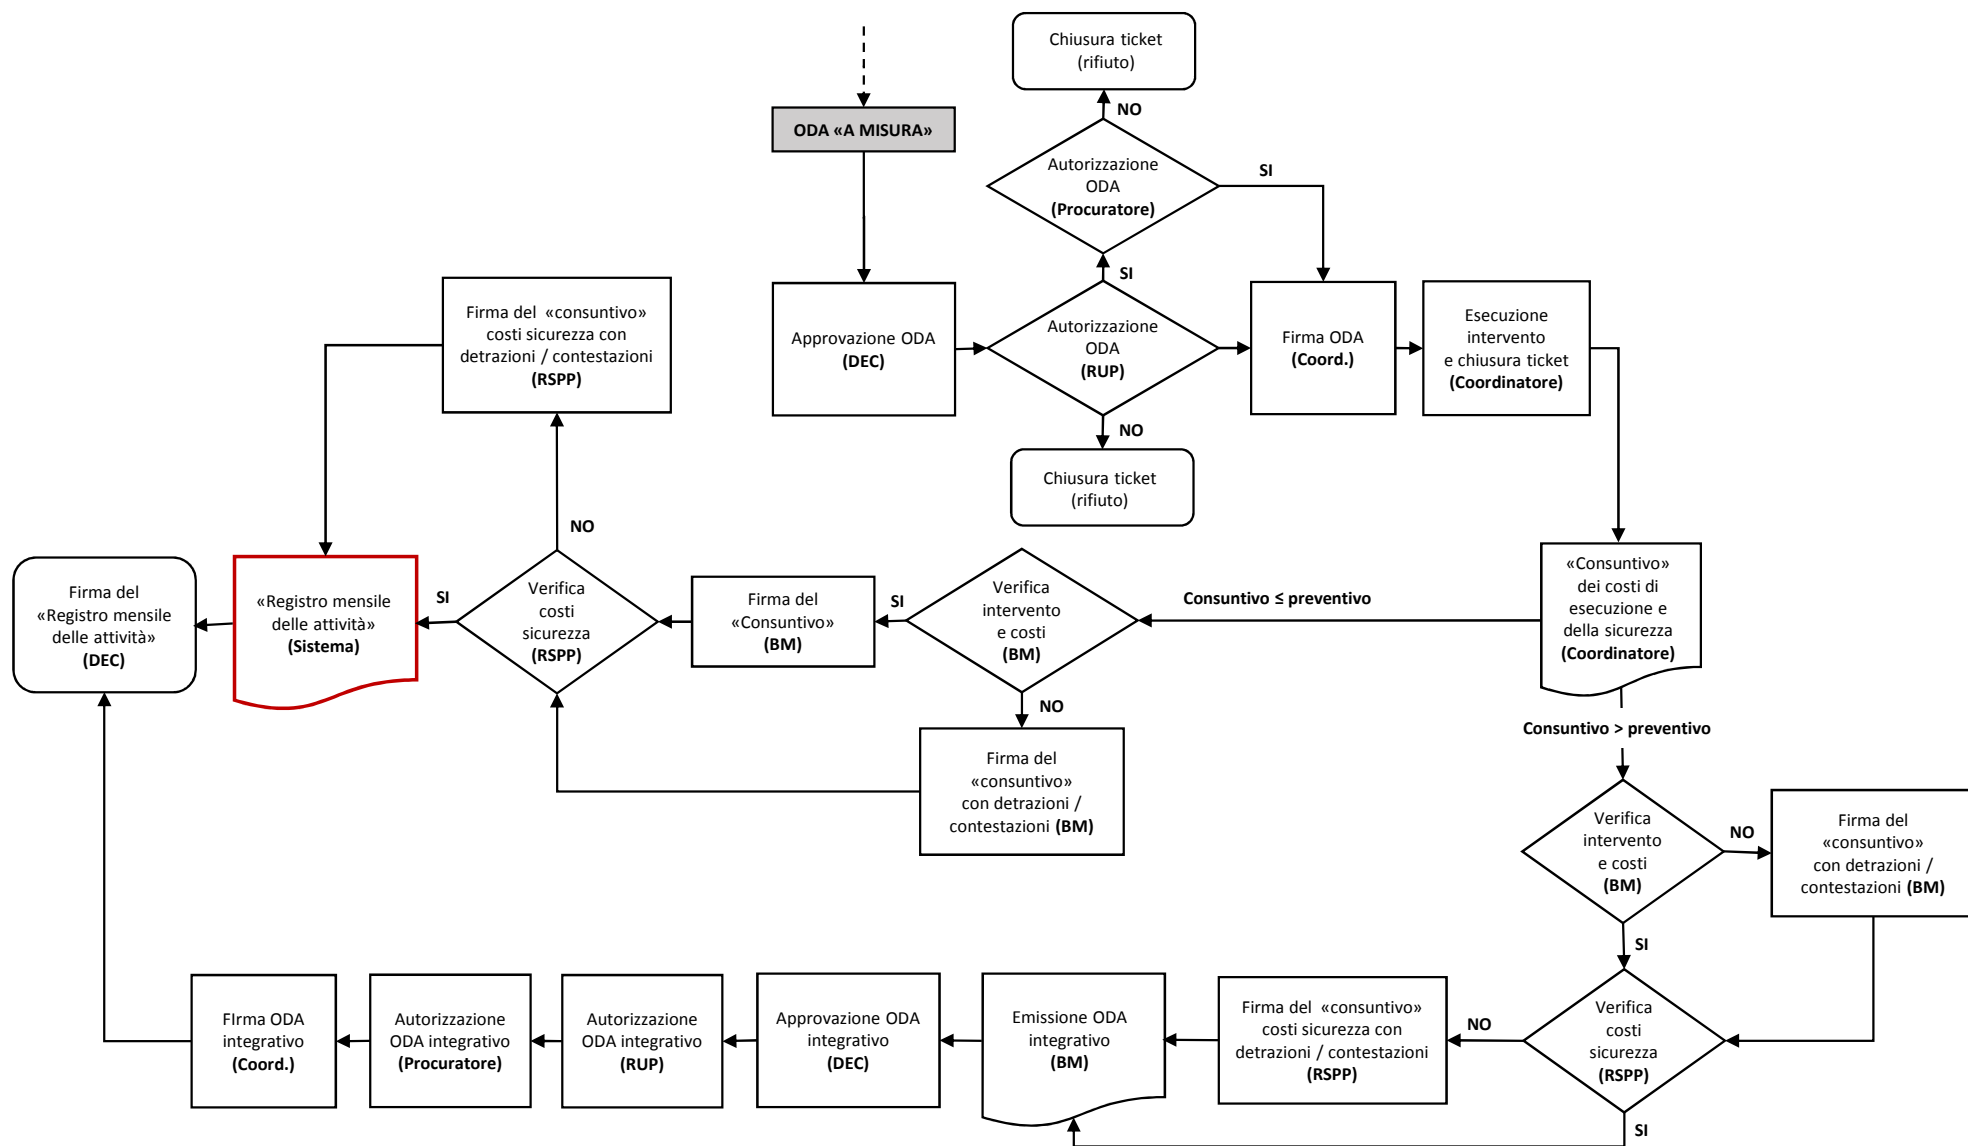 Chiusura ticket
(rifiuto)
NO
ODA «A MISURA»
Autorizzazione
ODA
(Procuratore)
SI
SI
Approvazione ODA
(DEC)
Autorizzazione
ODA
(RUP)
Firma ODA
(Coord.)
Esecuzione
intervento
e chiusura ticket
(Coordinatore)
NO
Chiusura ticket
(rifiuto)
Firma del «consuntivo»
costi sicurezza con
detrazioni / contestazioni
(RSPP)
NO
Firma del
«Registro mensile
delle attività»
(DEC)
«Registro mensile
delle attività»
(Sistema)
SI
Verifica
costi
sicurezza
(RSPP)
Firma del
«Consuntivo»
(BM)
SI
Verifica
intervento
e costi
(BM)
Consuntivo ≤ preventivo
«Consuntivo»
dei costi di
esecuzione e
della sicurezza
(Coordinatore)
NO
Firma del
«consuntivo»
con detrazioni /
contestazioni (BM)
Consuntivo > preventivo
Verifica
intervento
e costi
(BM)
NO
Firma del
«consuntivo»
con detrazioni /
contestazioni (BM)
SI
FIrma ODA
integrativo
(Coord.)
Autorizzazione
ODA integrativo
(Procuratore)
Autorizzazione
ODA integrativo
(RUP)
Approvazione ODA
integrativo
(DEC)
Emissione ODA
integrativo
(BM)
Firma del «consuntivo»
costi sicurezza con
detrazioni / contestazioni
(RSPP)
NO
Verifica
costi
sicurezza
(RSPP)
SI